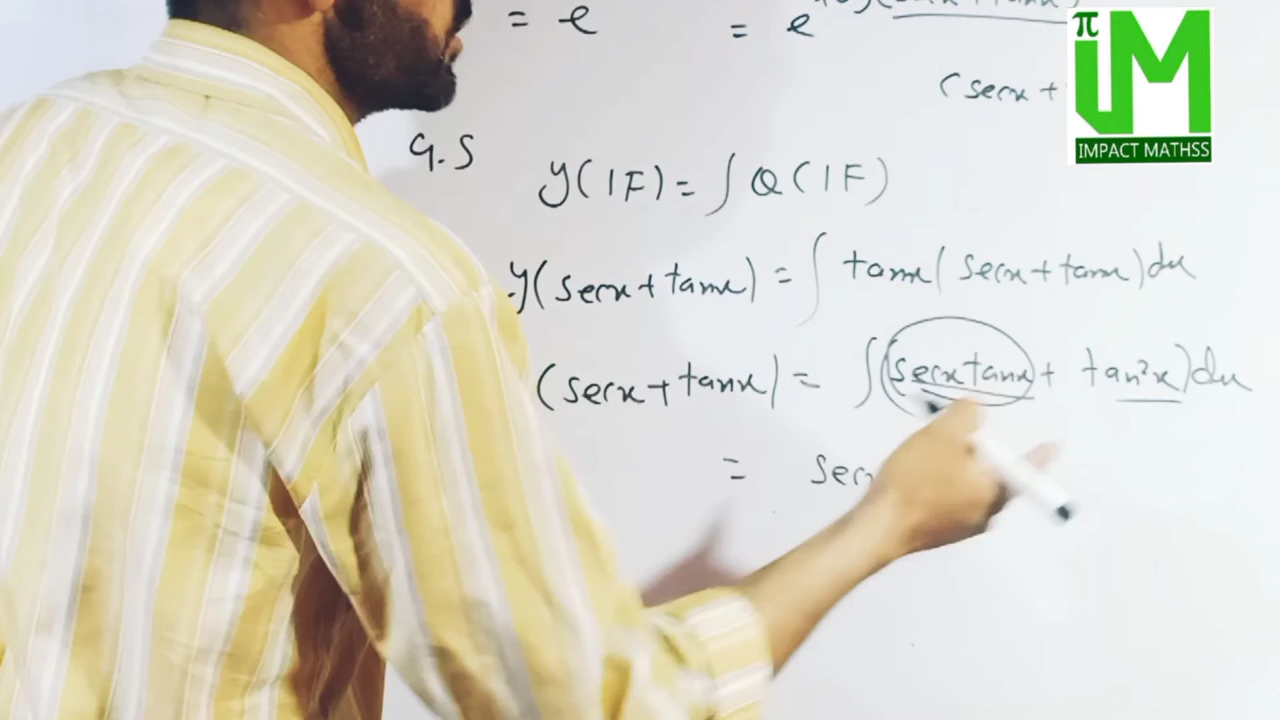 = e = e
(secx +
π
iM
IMPACT MATHSS
G.S
y(IF) = ∫ Q(IF)
y(secx + tanx) = ∫ tanx(secx + tanx)dx
(secx + tanx) = ∫(secxtanx + tan²x)dx
= sec